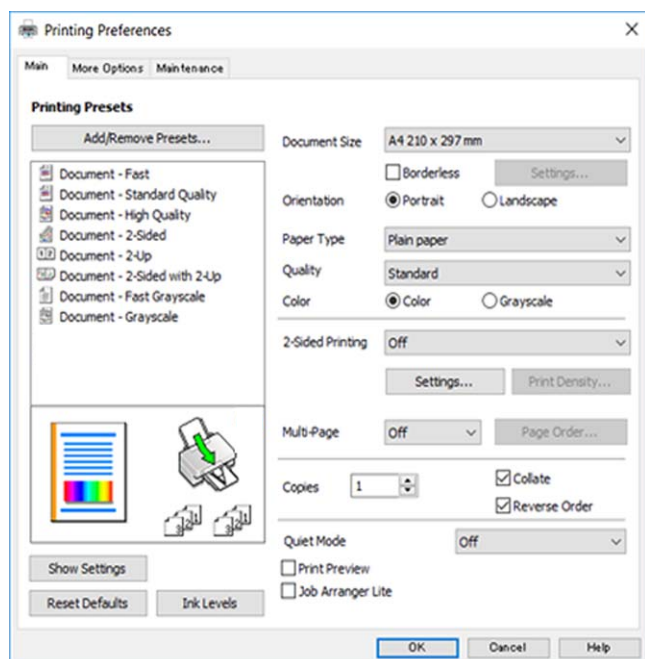 Printing Preferences
Main
More Options
Maintenance
Printing Presets
Add/Remove Presets...
Document - Fast
Document - Standard Quality
Document - High Quality
Document - 2-Sided
Document - 2-Up
Document - 2-Sided with 2-Up
Document - Fast Grayscale
Document - Grayscale
Show Settings
Reset Defaults
Ink Levels
Document Size
A4 210 x 297 mm
Borderless
Settings...
Orientation
Portrait
Landscape
Paper Type
Plain paper
Quality
Standard
Color
Color
Grayscale
2-Sided Printing
Off
Settings...
Print Density...
Multi-Page
Off
Page Order...
Copies
1
Collate
Reverse Order
Quiet Mode
Off
Print Preview
Job Arranger Lite
OK
Cancel
Help